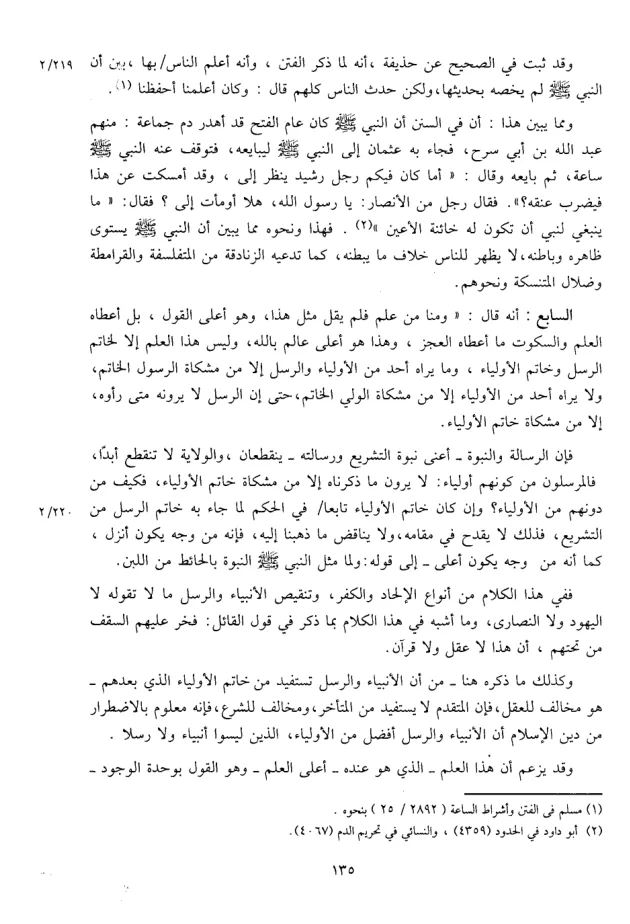 وقد ثبت في الصحيح عن حذيفة ،أنه لما ذكر الفتن ، وأنه أعلم الناس/ بها ،بين أن ٢/٢١٩
النبي ﷺ لم يخصه بحديثها،ولكن حدث الناس كلهم قال : وكان أعلمنا أحفظنا (١).
ومما يبين هذا : أن في السنن أن النبي ﷺ كان عام الفتح قد أهدر دم جماعة : منهم
عبد الله بن أبي سرح، فجاء به عثمان إلى النبي ﷺ ليبايعه، فتوقف عنه النبي ﷺ
ساعة، ثم بايعه وقال : « أما كان فيكم رجل رشيد ينظر إلى ، وقد أمسكت عن هذا
فيضرب عنقه؟». فقال رجل من الأنصار: يا رسول الله، هلا أومأت إلى ؟ فقال: « ما
ينبغي لنبي أن تكون له خائنة الأعين »(٢) . فهذا ونحوه مما يبين أن النبي ﷺ يستوى
ظاهره وباطنه،لا يظهر للناس خلاف ما يبطنه، كما تدعيه الزنادقة من المتفلسفة والقرامطة
وضلال المتنسكة ونحوهم.
السابع : أنه قال : « ومنا من علم فلم يقل مثل هذا، وهو أعلى القول ، بل أعطاه
العلم والسكوت ما أعطاه العجز ، وهذا هو أعلى عالم بالله، وليس هذا العلم إلا لخاتم
الرسل وخاتم الأولياء ، وما يراه أحد من الأولياء والرسل إلا من مشكاة الرسول الخاتم،
ولا يراه أحد من الأولياء إلا من مشكاة الولي الخاتم،حتى إن الرسل لا يرونه متى رأوه،
إلا من مشكاة خاتم الأولياء.
فإن الرسالة والنبوة ـ أعنى نبوة التشريع ورسالته ـ ينقطعان ،والولاية لا تنقطع أبدًا،
فالمرسلون من كونهم أولياء: لا يرون ما ذكرناه إلا من مشكاة خاتم الأولياء، فكيف من
دونهم من الأولياء؟ وإن كان خاتم الأولياء تابعا/ في الحكم لما جاء به خاتم الرسل من ٢/٢٢٠
التشريع، فذلك لا يقدح في مقامه،ولا يناقض ما ذهبنا إليه، فإنه من وجه يكون أنزل ،
كما أنه من وجه يكون أعلى ـ إلى قوله:ولما مثل النبي ﷺ النبوة بالحائط من اللبن.
ففي هذا الكلام من أنواع الإلحاد والكفر، وتنقيص الأنبياء والرسل ما لا تقوله لا
اليهود ولا النصارى، وما أشبه في هذا الكلام بما ذكر في قول القائل: فخر عليهم السقف
من تحتهم ، أن هذا لا عقل ولا قرآن.
وكذلك ما ذكره هنا ـ من أن الأنبياء والرسل تستفيد من خاتم الأولياء الذي بعدهم ـ
هو مخالف للعقل،فإن المتقدم لا يستفيد من المتأخر،ومخالف للشرع،فإنه معلوم بالاضطرار
من دين الإسلام أن الأنبياء والرسل أفضل من الأولياء، الذين ليسوا أنبياء ولا رسلا .
وقد يزعم أن هذا العلم ـ الذي هو عنده ـ أعلى العلم ـ وهو القول بوحدة الوجود ـ
(١) مسلم فى الفتن وأشراط الساعة ( ٢٨٩٢ / ٢٥ ) بنحوه .
(٢) أبو داود في الحدود (٤٣٥٩) ، والنسائي في تحريم الدم (٤٠٦٧).
١٣٥